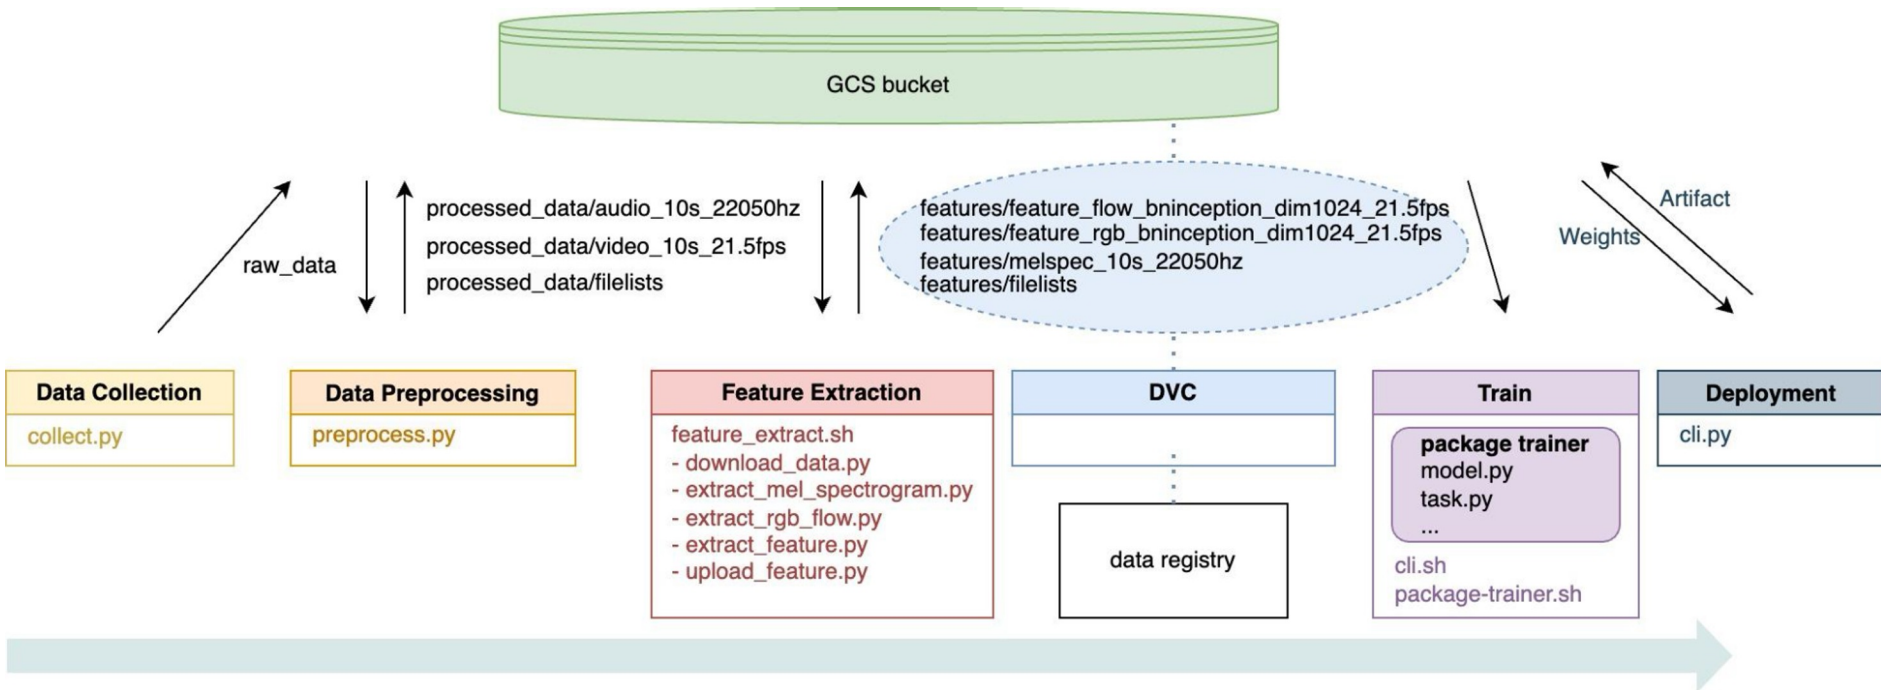 GCS bucket
raw_data
processed_data/audio_10s_22050hz
processed_data/video_10s_21.5fps
processed_data/filelists
features/feature_flow_bninception_dim1024_21.5fps
features/feature_rgb_bninception_dim1024_21.5fps
features/melspec_10s_22050hz
features/filelists
Artifact
Weights
Data Collection
collect.py
Data Preprocessing
preprocess.py
Feature Extraction
feature_extract.sh
- download_data.py
- extract_mel_spectrogram.py
- extract_rgb_flow.py
- extract_feature.py
- upload_feature.py
DVC
data registry
Train
package trainer
model.py
task.py
...
cli.sh
package-trainer.sh
Deployment
cli.py